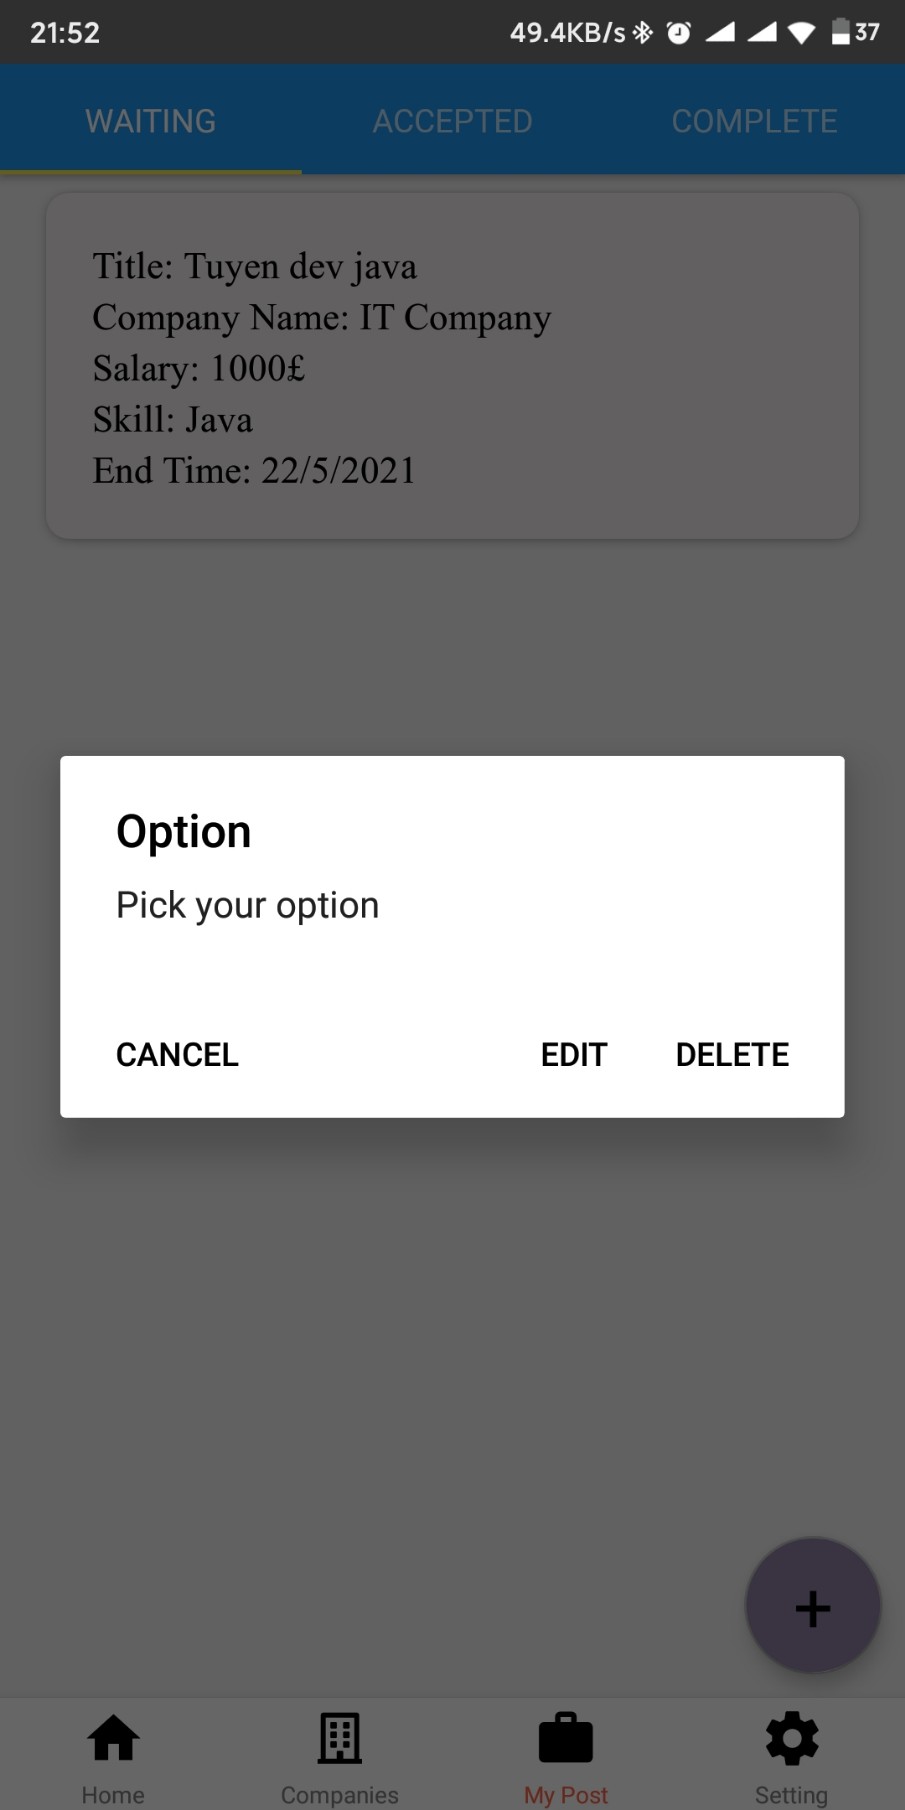 21:52 49.4KB/s 37
WAITING ACCEPTED COMPLETE
Title: Tuyen dev java
Company Name: IT Company
Salary: 1000£
Skill: Java
End Time: 22/5/2021
Option
Pick your option
CANCEL EDIT DELETE
+
Home Companies My Post Setting